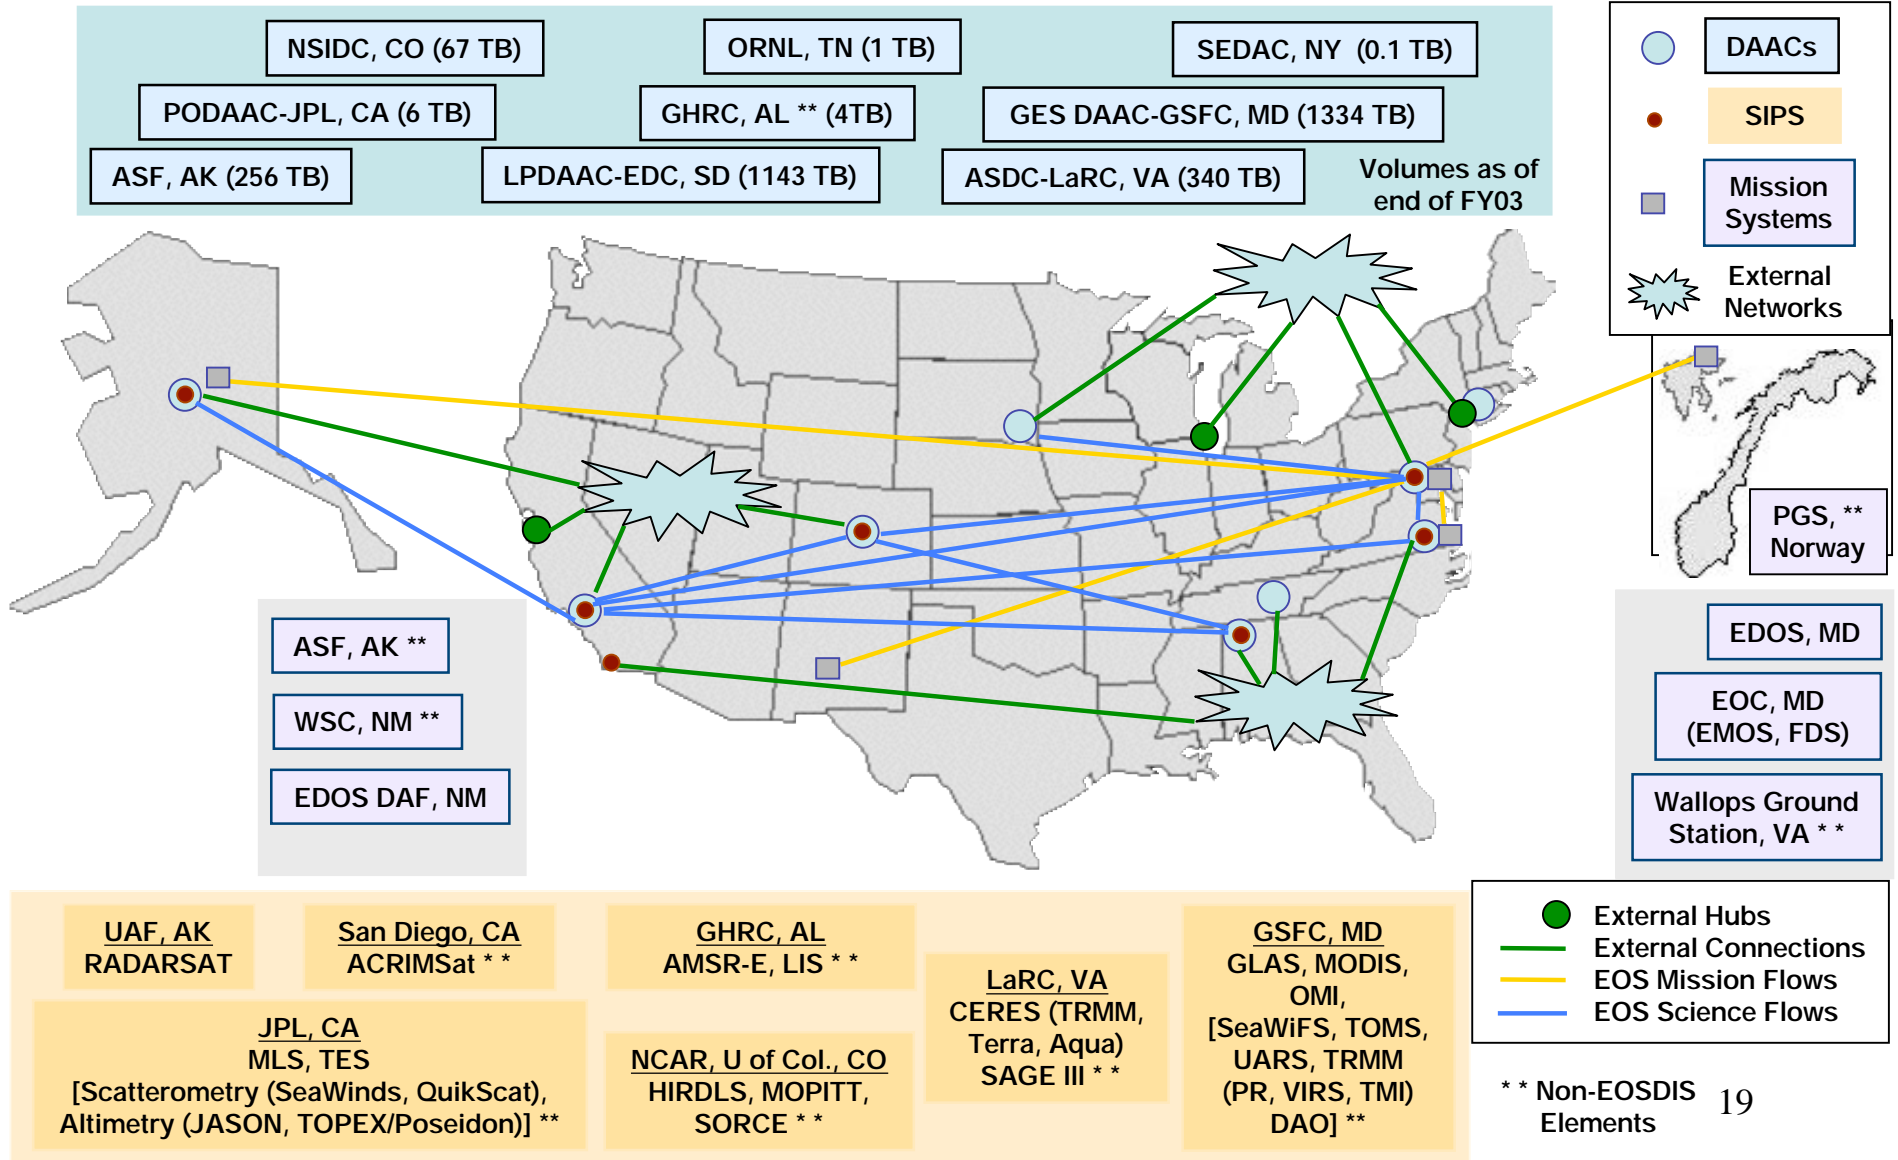 NSIDC, CO (67 TB)
ORNL, TN (1 TB)
SEDAC, NY  (0.1 TB)
PODAAC-JPL, CA (6 TB)
GHRC, AL ** (4TB)
GES DAAC-GSFC, MD (1334 TB)
ASF, AK (256 TB)
LPDAAC-EDC, SD (1143 TB)
ASDC-LaRC, VA (340 TB)
Volumes as of
end of FY03
DAACs
SIPS
Mission
Systems
External
Networks
PGS, **
Norway
ASF, AK **
WSC, NM **
EDOS DAF, NM
EDOS, MD
EOC, MD
(EMOS, FDS)
Wallops Ground
Station, VA * *
UAF, AK
RADARSAT
San Diego, CA
ACRIMSat * *
GHRC, AL
AMSR-E, LIS * *
JPL, CA
MLS, TES
[Scatterometry (SeaWinds, QuikScat),
Altimetry (JASON, TOPEX/Poseidon)] **
NCAR, U of Col., CO
HIRDLS, MOPITT,
SORCE * *
LaRC, VA
CERES (TRMM,
Terra, Aqua)
SAGE III * *
GSFC, MD
GLAS, MODIS,
OMI,
[SeaWiFS, TOMS,
UARS, TRMM
(PR, VIRS, TMI)
DAO] **
External Hubs
External Connections
EOS Mission Flows
EOS Science Flows
* * Non-EOSDIS
Elements
19